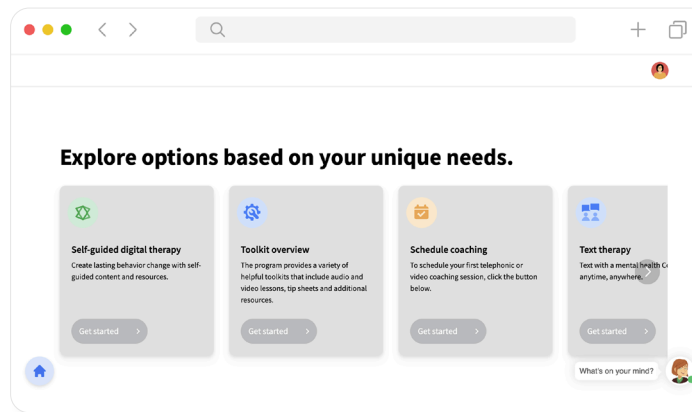 Explore options based on your unique needs.
Self-guided digital therapy
Create lasting behavior change with self-
guided content and resources.
Get started
Toolkit overview
The program provides a variety of
helpful toolkits that include audio and
video lessons, tip sheets and additional
resources.
Get started
Schedule coaching
To schedule your first telephonic or
video coaching session, click the button
below.
Get started
Text therapy
Text with a mental health
anytime, anywhere.
Get started
What's on your mind?